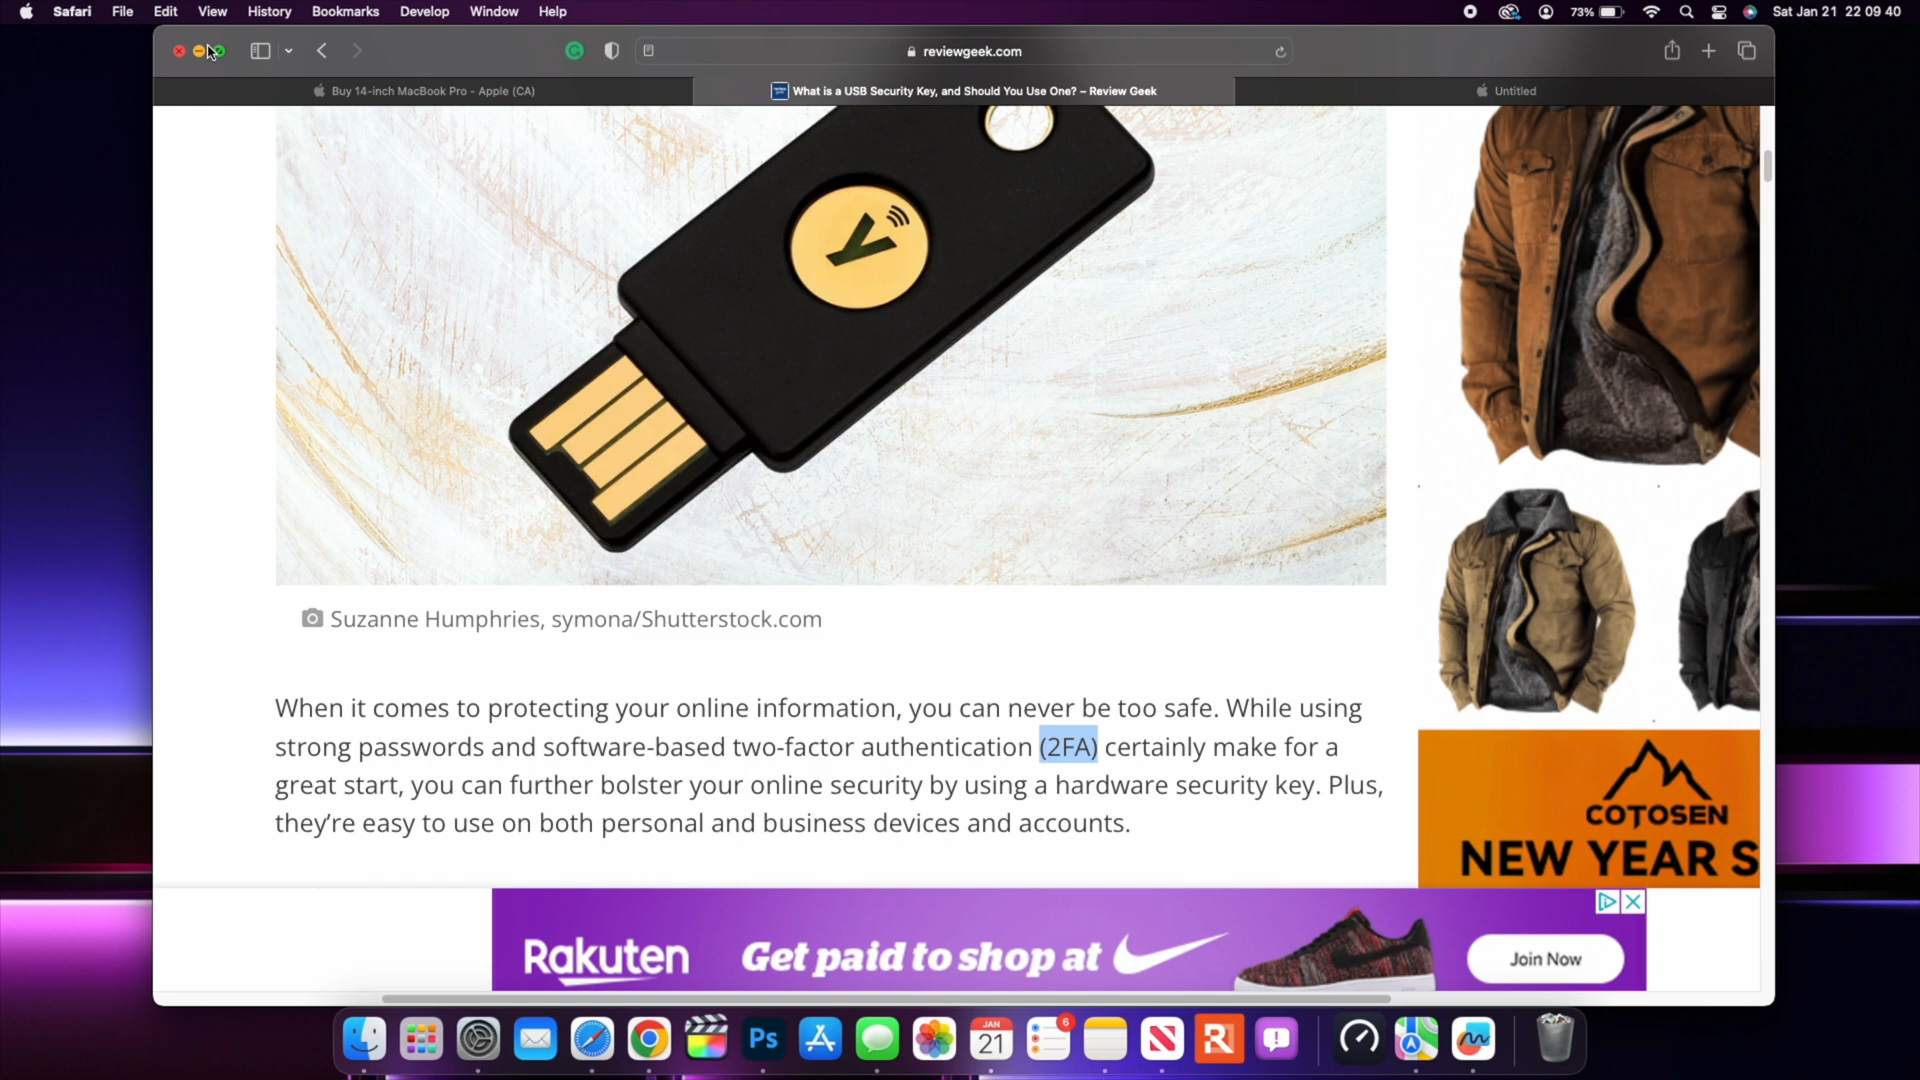 Safari File Edit View History Bookmarks Develop Window Help 73% Sat Jan 21 22 09 40
reviewgeek.com
Buy 14-inch MacBook Pro - Apple (CA) What is a USB Security Key, and Should You Use One? – Review Geek Untitled
Suzanne Humphries, symona/Shutterstock.com
When it comes to protecting your online information, you can never be too safe. While using
strong passwords and software-based two-factor authentication (2FA) certainly make for a
great start, you can further bolster your online security by using a hardware security key. Plus,
they’re easy to use on both personal and business devices and accounts.
COTOSEN
NEW YEAR S
Rakuten Get paid to shop at Join Now
6
Ps
JAN
21